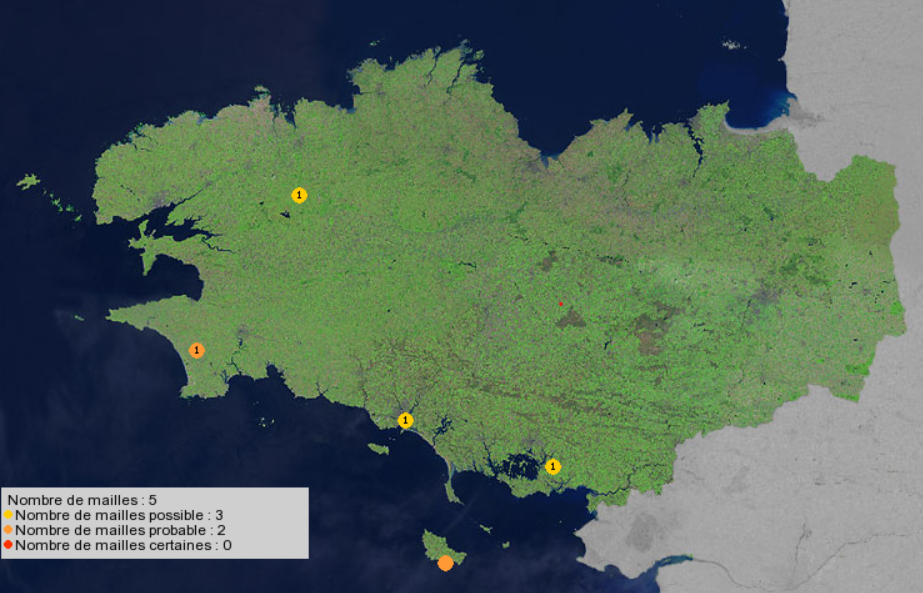 1
1
1
1
Nombre de mailles : 5
Nombre de mailles possible : 3
Nombre de mailles probable : 2
Nombre de mailles certaines : 0